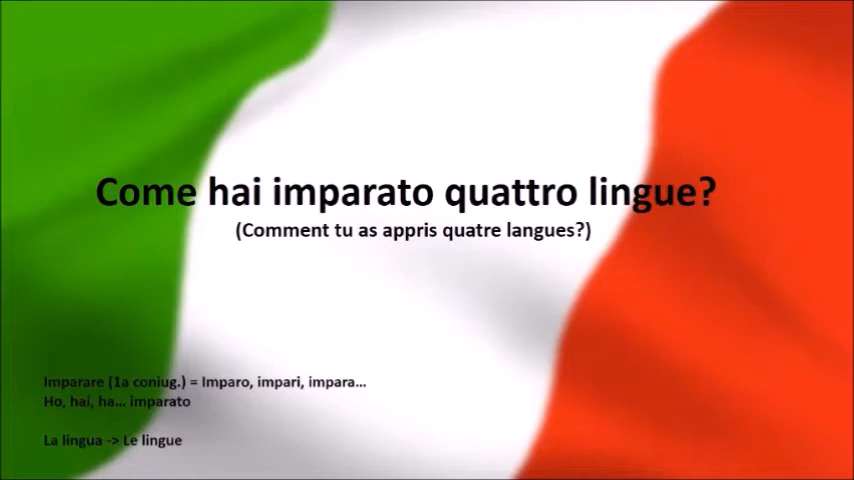 Come hai imparato quattro lingue?
(Comment tu as appris quatre langues?)
Imparare (1a coniug.) = Imparo, impari, impara...
Ho, hai, ha... imparato
La lingua -> Le lingue